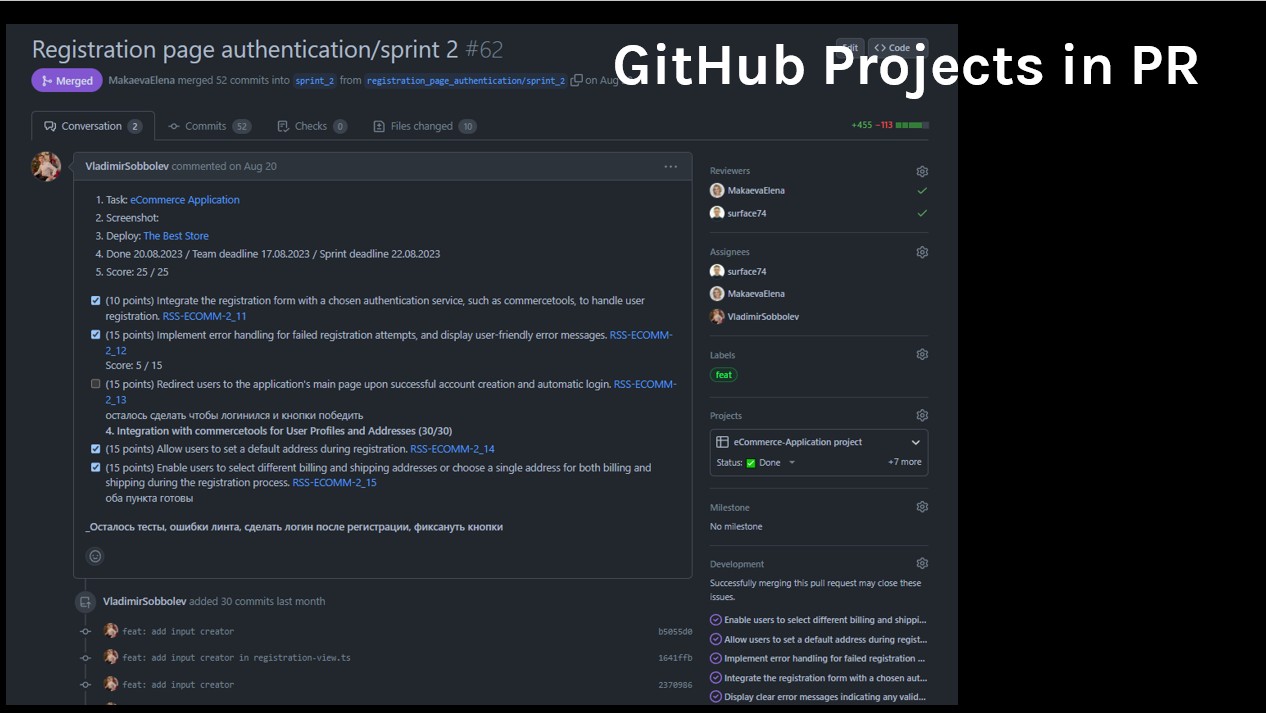 Registration page authentication/sprint 2 #62
Edit
Code
GitHub Projects in PR
Merged
MakaevaElena merged 52 commits into sprint_2 from registration_page_authentication/sprint_2 on Aug
Conversation 2
Commits 52
Checks 0
Files changed 10
+455 −113
VladimirSobbolev commented on Aug 20
1. Task: eCommerce Application
2. Screenshot:
3. Deploy: The Best Store
4. Done 20.08.2023 / Team deadline 17.08.2023 / Sprint deadline 22.08.2023
5. Score: 25 / 25
(10 points) Integrate the registration form with a chosen authentication service, such as commercetools, to handle user
registration. RSS-ECOMM-2_11
(15 points) Implement error handling for failed registration attempts, and display user-friendly error messages. RSS-ECOMM-
2_12
Score: 5 / 15
(15 points) Redirect users to the application's main page upon successful account creation and automatic login. RSS-ECOMM-
2_13
осталось сделать чтобы логинился и кнопки победить
4. Integration with commercetools for User Profiles and Addresses (30/30)
(15 points) Allow users to set a default address during registration. RSS-ECOMM-2_14
(15 points) Enable users to select different billing and shipping addresses or choose a single address for both billing and
shipping during the registration process. RSS-ECOMM-2_15
оба пункта готовы
_Осталось тесты, ошибки линта, сделать логин после регистрации, фиксануть кнопки
VladimirSobbolev added 30 commits last month
feat: add input creator b5055d0
feat: add input creator in registration-view.ts 1641ffb
feat: add input creator 2370986
Reviewers
MakaevaElena
surface74
Assignees
surface74
MakaevaElena
VladimirSobbolev
Labels
feat
Projects
eCommerce-Application project
Status: Done +7 more
Milestone
No milestone
Development
Successfully merging this pull request may close these
issues.
Enable users to select different billing and shippi...
Allow users to set a default address during regist...
Implement error handling for failed registration ...
Integrate the registration form with a chosen aut...
Display clear error messages indicating any valid...